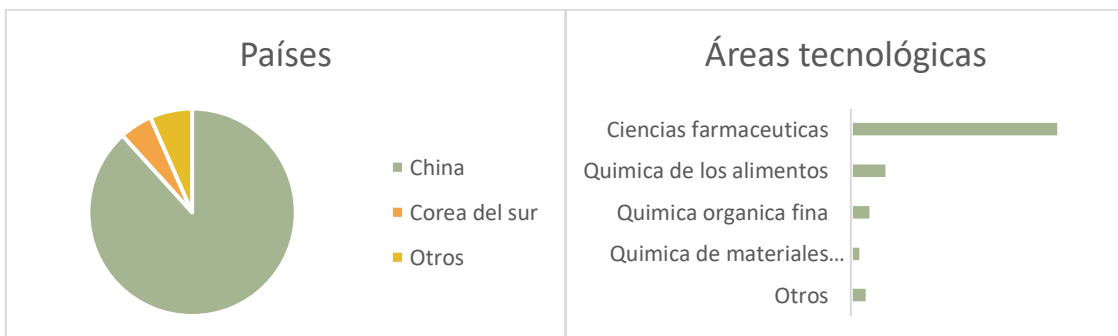 Países
China
Corea del sur
Otros
Áreas tecnológicas
Ciencias farmaceuticas
Quimica de los alimentos
Quimica organica fina
Quimica de materiales...
Otros